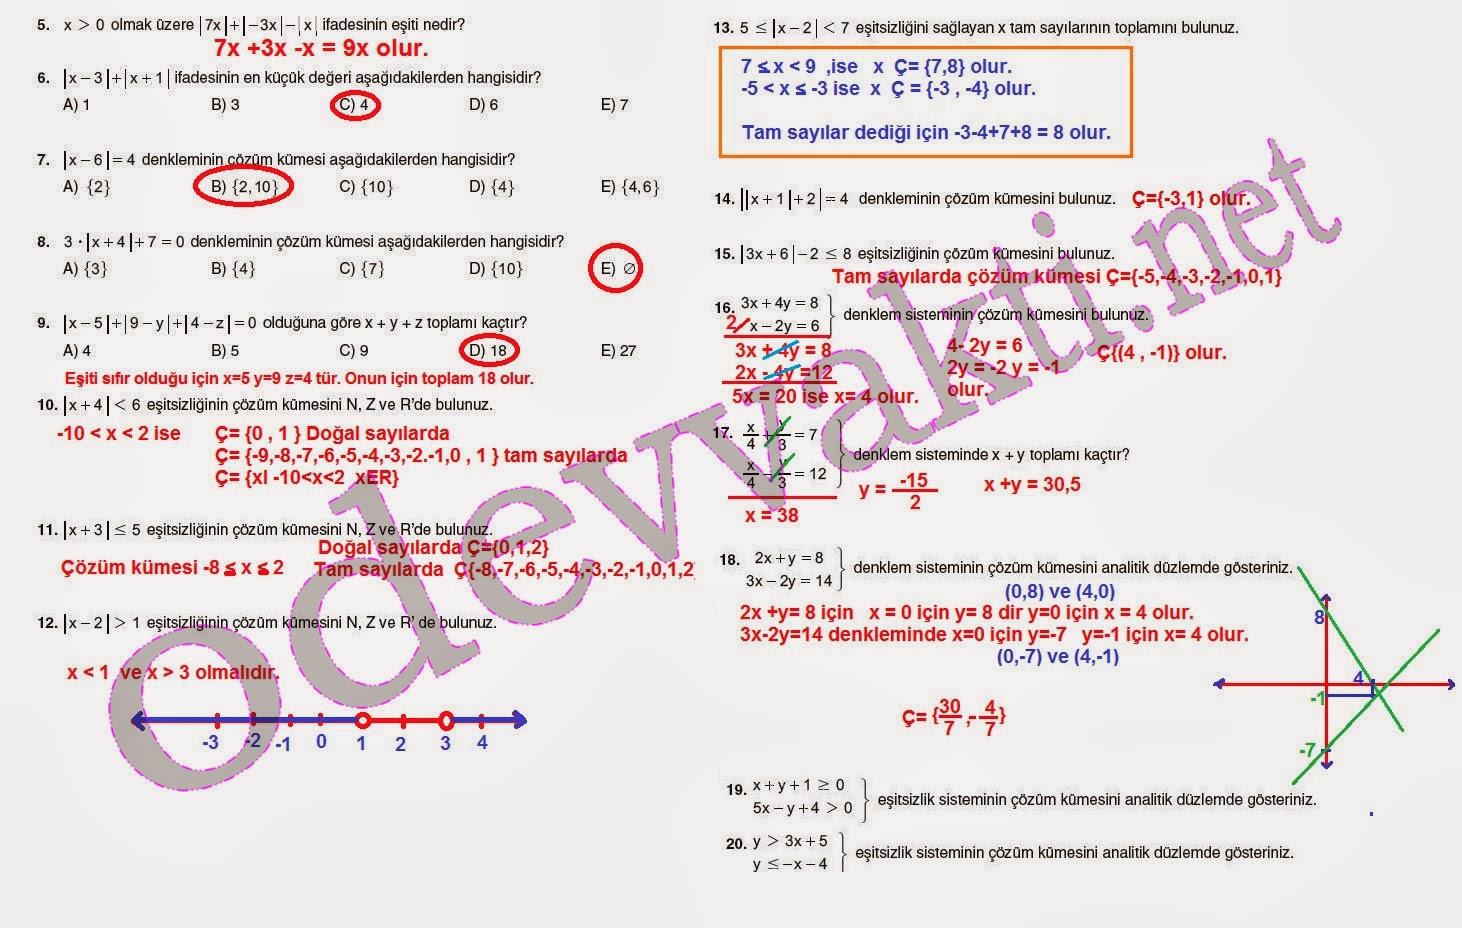 5. x > 0 olmak üzere |7x|+|−3x|−|x| ifadesinin eşiti nedir?
7x +3x -x = 9x olur.
6. |x−3|+|x+1| ifadesinin en küçük değeri aşağıdakilerden hangisidir?
A) 1 B) 3 C) 4 D) 6 E) 7
7. |x−6|=4 denkleminin çözüm kümesi aşağıdakilerden hangisidir?
A) {2} B) {2,10} C) {10} D) {4} E) {4,6}
8. 3·|x+4|+7=0 denkleminin çözüm kümesi aşağıdakilerden hangisidir?
A) {3} B) {4} C) {7} D) {10} E) ∅
9. |x−5|+|9−y|+|4−z|=0 olduğuna göre x + y + z toplamı kaçtır?
A) 4 B) 5 C) 9 D) 18 E) 27
Eşiti sıfır olduğu için x=5 y=9 z=4 tür. Onun için toplam 18 olur.
10. |x+4| < 6 eşitsizliğinin çözüm kümesini N, Z ve R'de bulunuz.
-10 < x < 2 ise Ç= {0 , 1 } Doğal sayılarda
Ç= {-9,-8,-7,-6,-5,-4,-3,-2.-1,0 , 1 } tam sayılarda
Ç= {xI -10<x<2 xER}
11. |x+3| ≤ 5 eşitsizliğinin çözüm kümesini N, Z ve R'de bulunuz.
Doğal sayılarda Ç={0,1,2}
Çözüm kümesi -8 ≤ x ≤ 2 Tam sayılarda Ç{-8,-7,-6,-5,-4,-3,-2,-1,0,1,2
12. |x−2| > 1 eşitsizliğinin çözüm kümesini N, Z ve R' de bulunuz.
x < 1 ve x > 3 olmalıdır.
-3 -2 -1 0 1 2 3 4
13. 5 ≤ |x−2| < 7 eşitsizliğini sağlayan x tam sayılarının toplamını bulunuz.
7 ≤ x < 9 ,ise x Ç= {7,8} olur.
-5 < x ≤ -3 ise x Ç = {-3 , -4} olur.
Tam sayılar dediği için -3-4+7+8 = 8 olur.
14. ||x+1|+2|=4 denkleminin çözüm kümesini bulunuz. Ç={-3,1} olur.
15. |3x+6|−2 ≤ 8 eşitsizliğinin çözüm kümesini bulunuz.
Tam sayılarda çözüm kümesi Ç={-5,-4,-3,-2,-1,0,1}
16. 3x+4y=8
2/ x−2y=6 denklem sisteminin çözüm kümesini bulunuz.
3x + 4y = 8 4- 2y = 6 Ç{(4 , -1)} olur.
2x - 4y =12 2y = -2 y = -1
5x = 20 ise x= 4 olur. olur.
17. x/4 + y/3 = 7
x/4 − y/3 = 12 denklem sisteminde x + y toplamı kaçtır?
y = -15/2 x +y = 30,5
x = 38
18. 2x+y=8
3x−2y=14 denklem sisteminin çözüm kümesini analitik düzlemde gösteriniz.
(0,8) ve (4,0)
2x +y= 8 için x = 0 için y= 8 dir y=0 için x = 4 olur.
3x-2y=14 denkleminde x=0 için y=-7 y=-1 için x= 4 olur.
(0,-7) ve (4,-1)
Ç= {30/7 ,- 4/7}
8
4
-1
-7
19. x+y+1 ≥ 0
5x−y+4 > 0 eşitsizlik sisteminin çözüm kümesini analitik düzlemde gösteriniz.
20. y > 3x+5
y ≤−x−4 eşitsizlik sisteminin çözüm kümesini analitik düzlemde gösteriniz.
Odevvakti.net